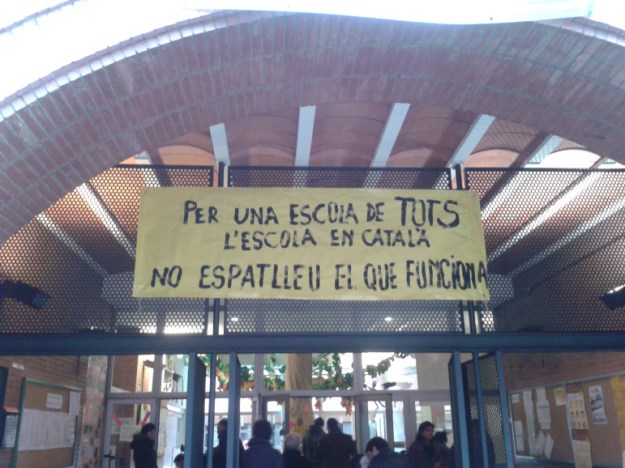 PER UNA ESCOLA DE TOTS
L'ESCOLA EN CATALÀ
NO ESPATLLEU EL QUE FUNCIONA